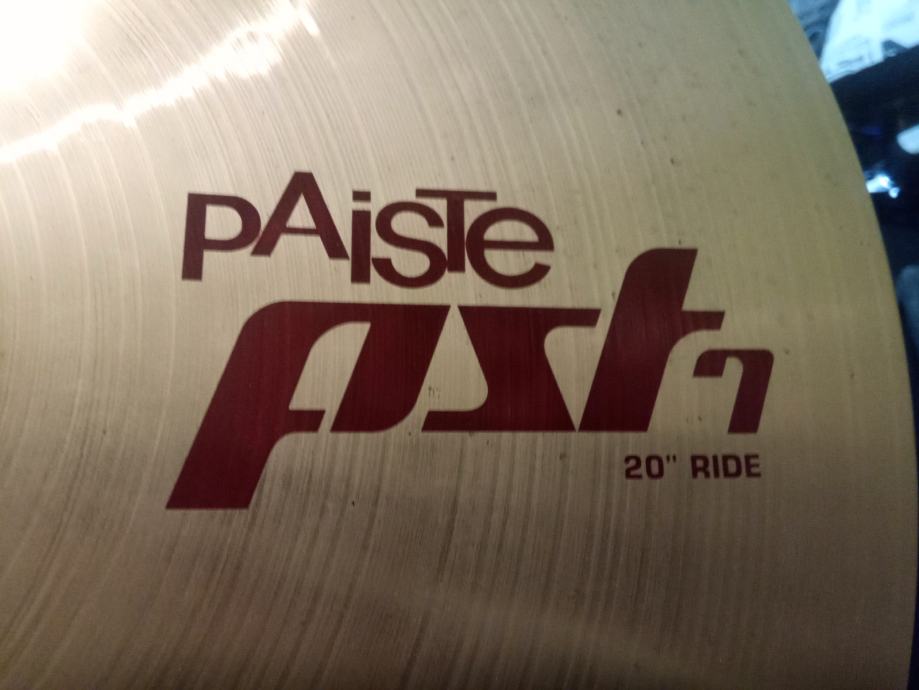 PAiSTe
pst7
20" RIDE